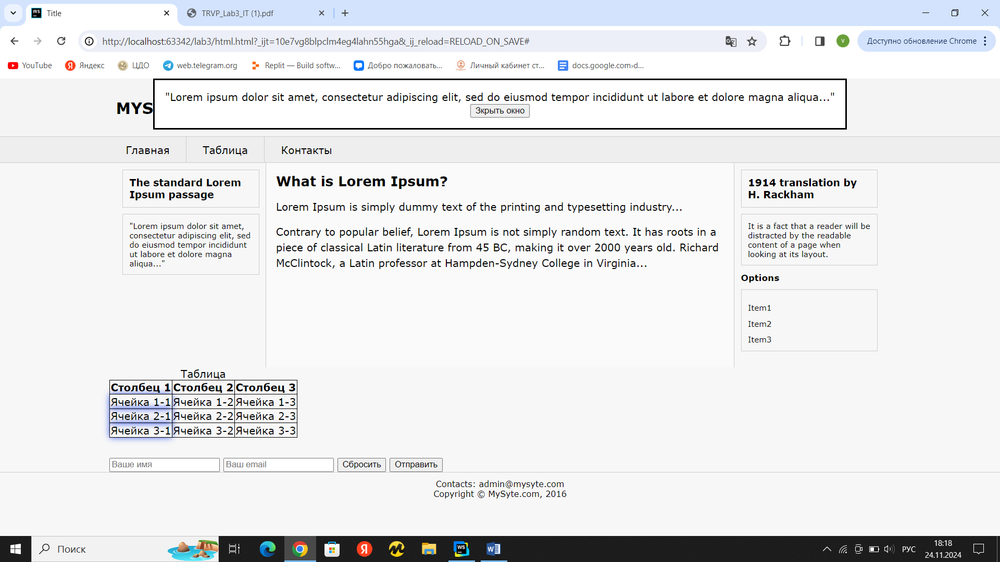 Title
TRVP_Lab3_IT (1).pdf
http://localhost:63342/lab3/html.html?_ijt=10e7vg8blpclm4eg4lahn55hga&_ij_reload=RELOAD_ON_SAVE#
V
Доступно обновление Chrome
YouTube
Яндекс
ЦДО
web.telegram.org
Replit — Build softw...
Добро пожаловать...
Личный кабинет ст...
docs.google.com›d...
"Lorem ipsum dolor sit amet, consectetur adipiscing elit, sed do eiusmod tempor incididunt ut labore et dolore magna aliqua..."
MYS
Зкрыть окно
Главная
Таблица
Контакты
The standard Lorem
Ipsum passage
"Lorem ipsum dolor sit amet,
consectetur adipiscing elit, sed
do eiusmod tempor incididunt
ut labore et dolore magna
aliqua..."
What is Lorem Ipsum?
Lorem Ipsum is simply dummy text of the printing and typesetting industry...
Contrary to popular belief, Lorem Ipsum is not simply random text. It has roots in a
piece of classical Latin literature from 45 BC, making it over 2000 years old. Richard
McClintock, a Latin professor at Hampden-Sydney College in Virginia...
1914 translation by
H. Rackham
It is a fact that a reader will be
distracted by the readable
content of a page when
looking at its layout.
Options
Item1
Item2
Item3
Таблица
Столбец 1 Столбец 2 Столбец 3
Ячейка 1-1 Ячейка 1-2 Ячейка 1-3
Ячейка 2-1 Ячейка 2-2 Ячейка 2-3
Ячейка 3-1 Ячейка 3-2 Ячейка 3-3
Ваше имя
Ваш email
Сбросить
Отправить
Contacts: admin@mysyte.com
Copyright © MySyte.com, 2016
Поиск
РУС
18:18
24.11.2024